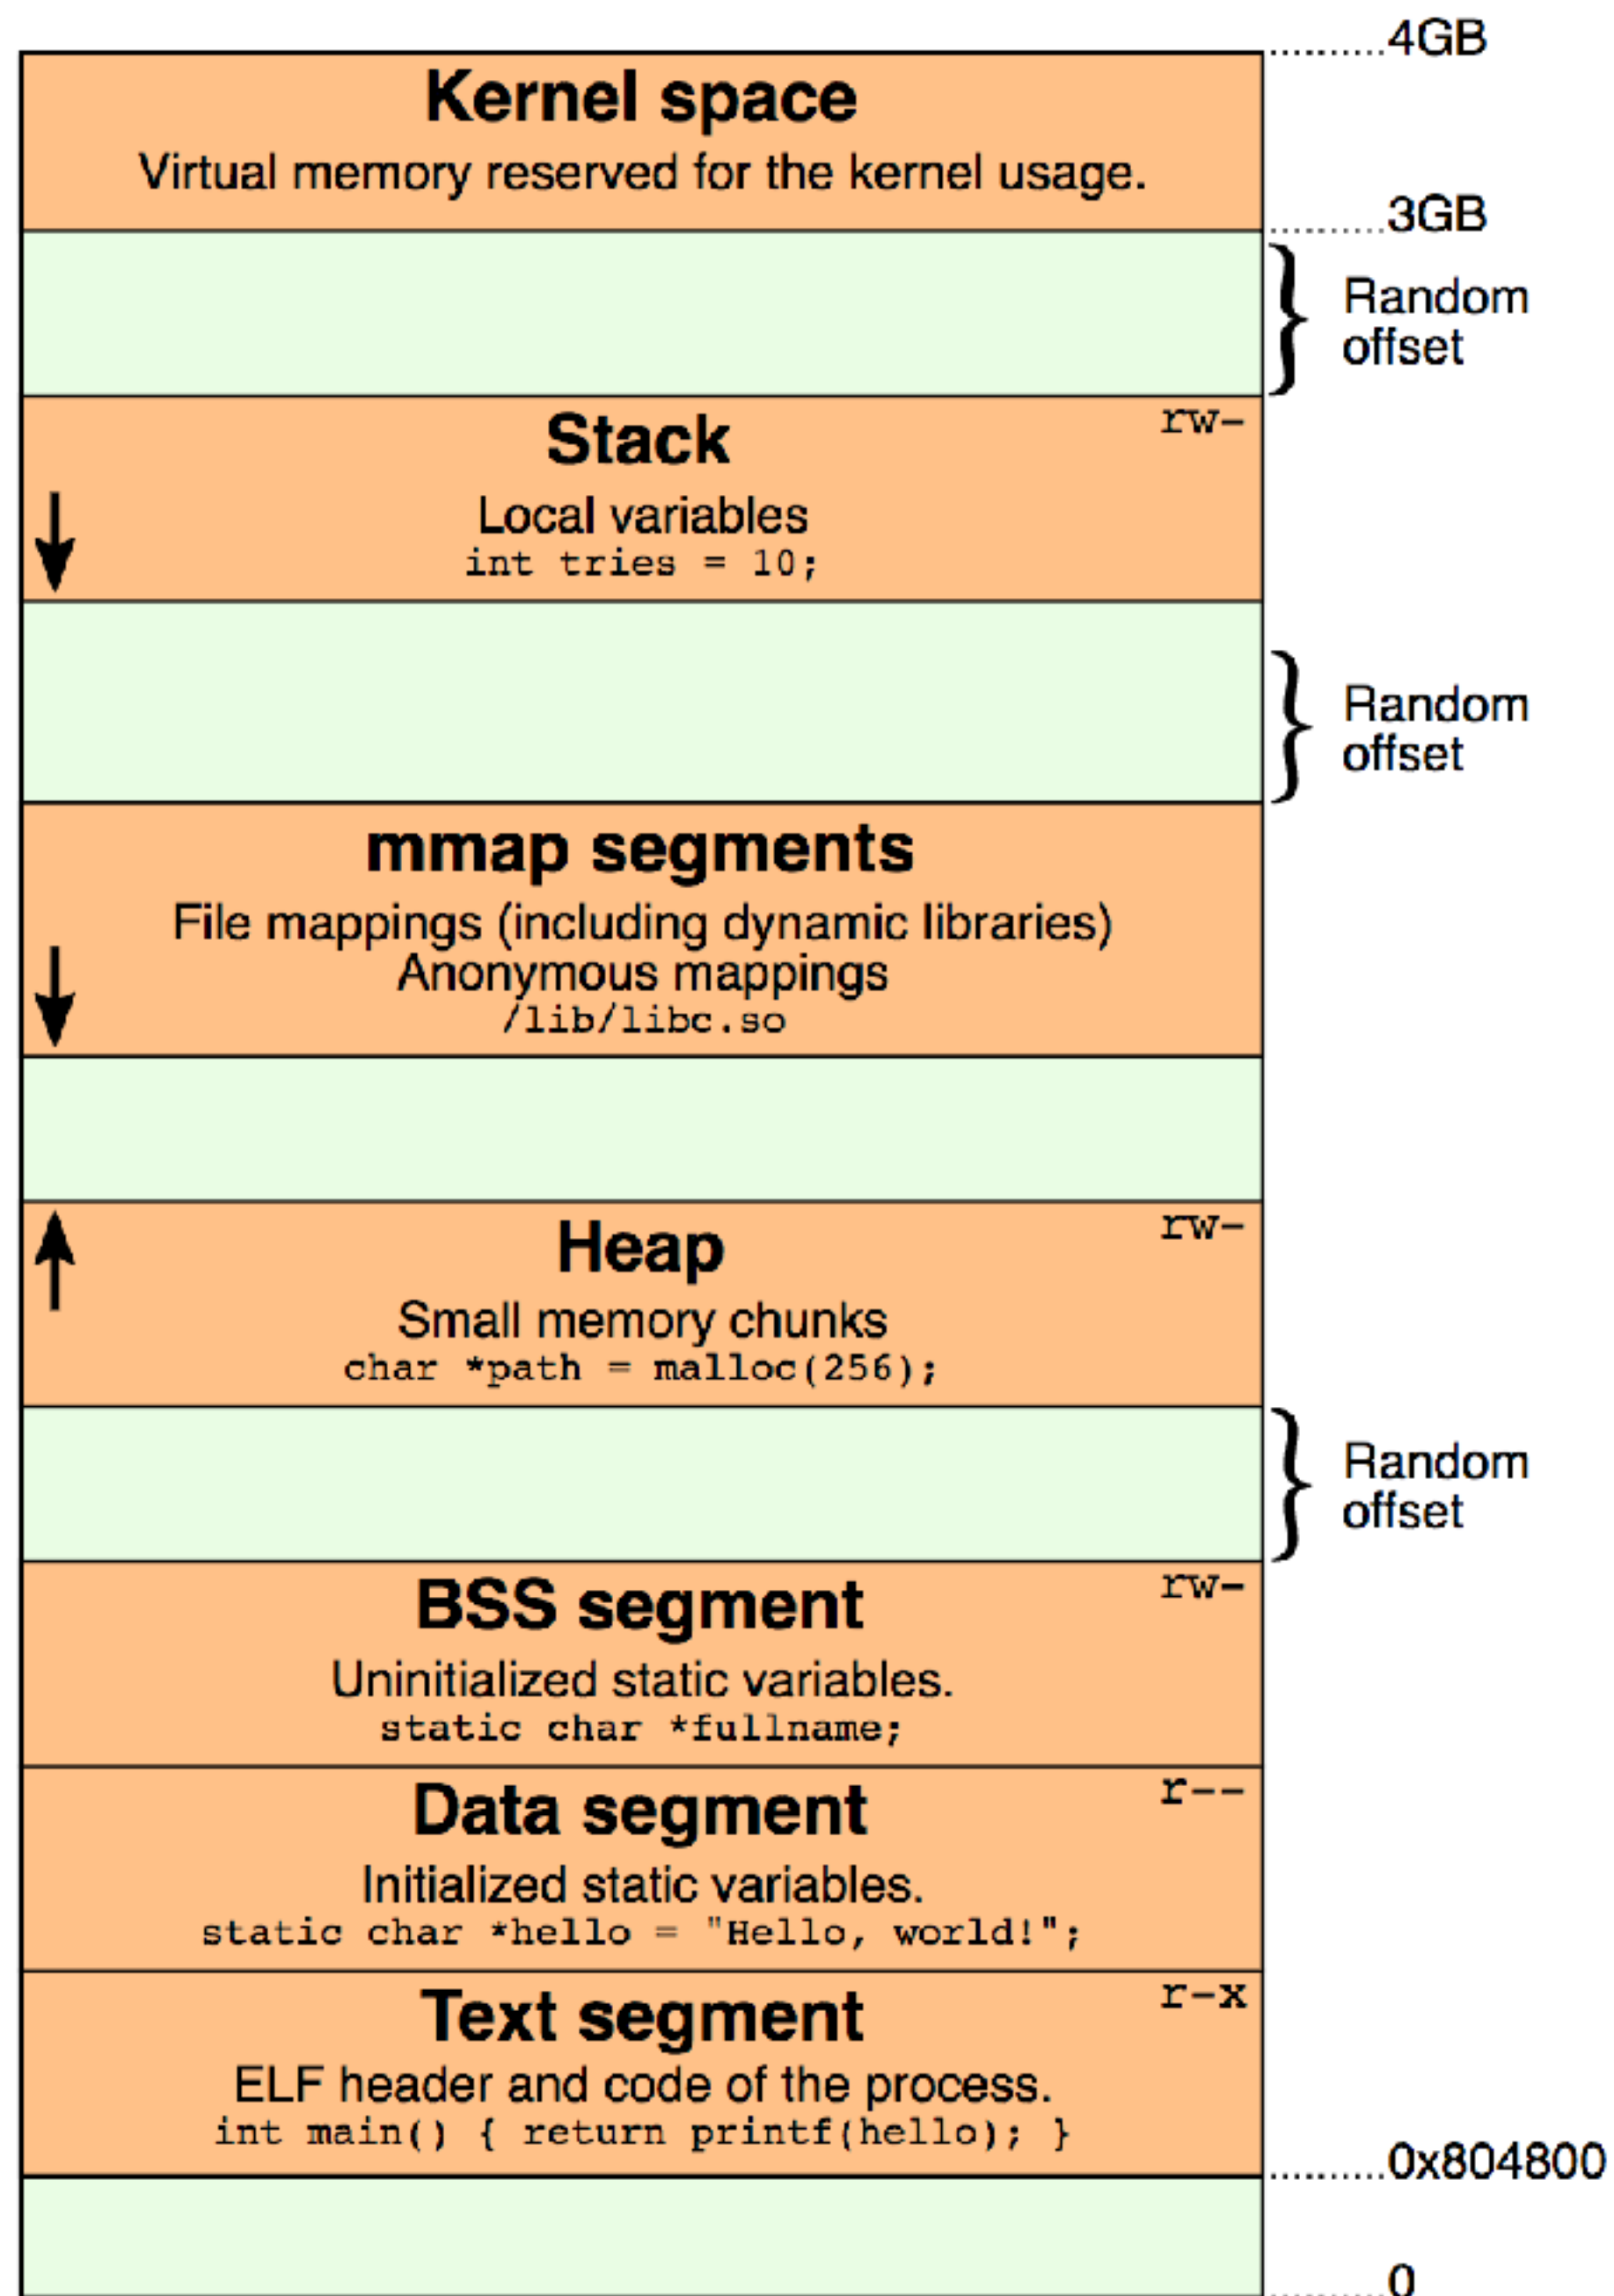 4GB
Kernel space
Virtual memory reserved for the kernel usage.
3GB
Random
offset
rw-
Stack
Local variables
int tries = 10;
Random
offset
mmap segments
File mappings (including dynamic libraries)
Anonymous mappings
/lib/libc.so
rw-
Heap
Small memory chunks
char *path = malloc(256);
Random
offset
rw-
BSS segment
Uninitialized static variables.
static char *fullname;
r--
Data segment
Initialized static variables.
static char *hello = "Hello, world!";
r-x
Text segment
ELF header and code of the process.
int main() { return printf(hello); }
0x804800
0